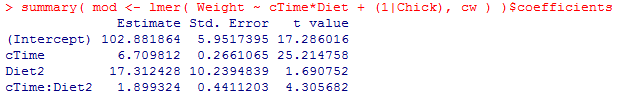 > summary( mod <- lmer( Weight ~ cTime*Diet + (1|Chick), cw ) )$coefficients
Estimate Std. Error t value
(Intercept) 102.881864 5.9517395 17.286016
cTime 6.709812 0.2661065 25.214758
Diet2 17.312428 10.2394839 1.690752
cTime:Diet2 1.899324 0.4411203 4.305682